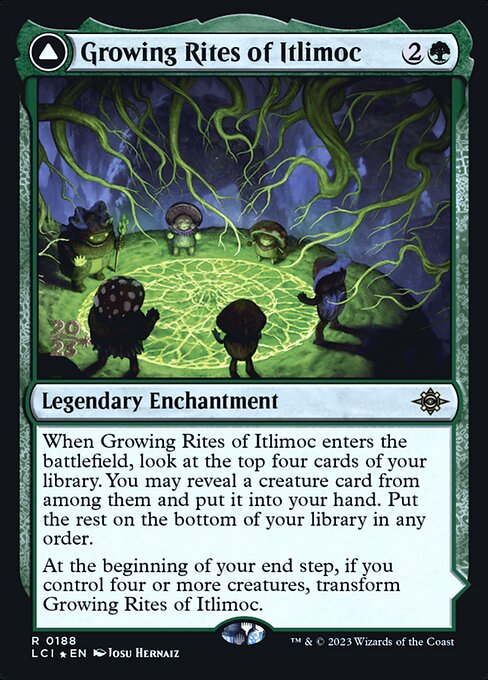 Growing Rites of Itlimoc 2
2023
Legendary Enchantment
When Growing Rites of Itlimoc enters the
battlefield, look at the top four cards of your
library. You may reveal a creature card from
among them and put it into your hand. Put
the rest on the bottom of your library in any
order.
At the beginning of your end step, if you
control four or more creatures, transform
Growing Rites of Itlimoc.
R 0188
LCI ★ EN Josu Hernaiz
™ & © 2023 Wizards of the Coast